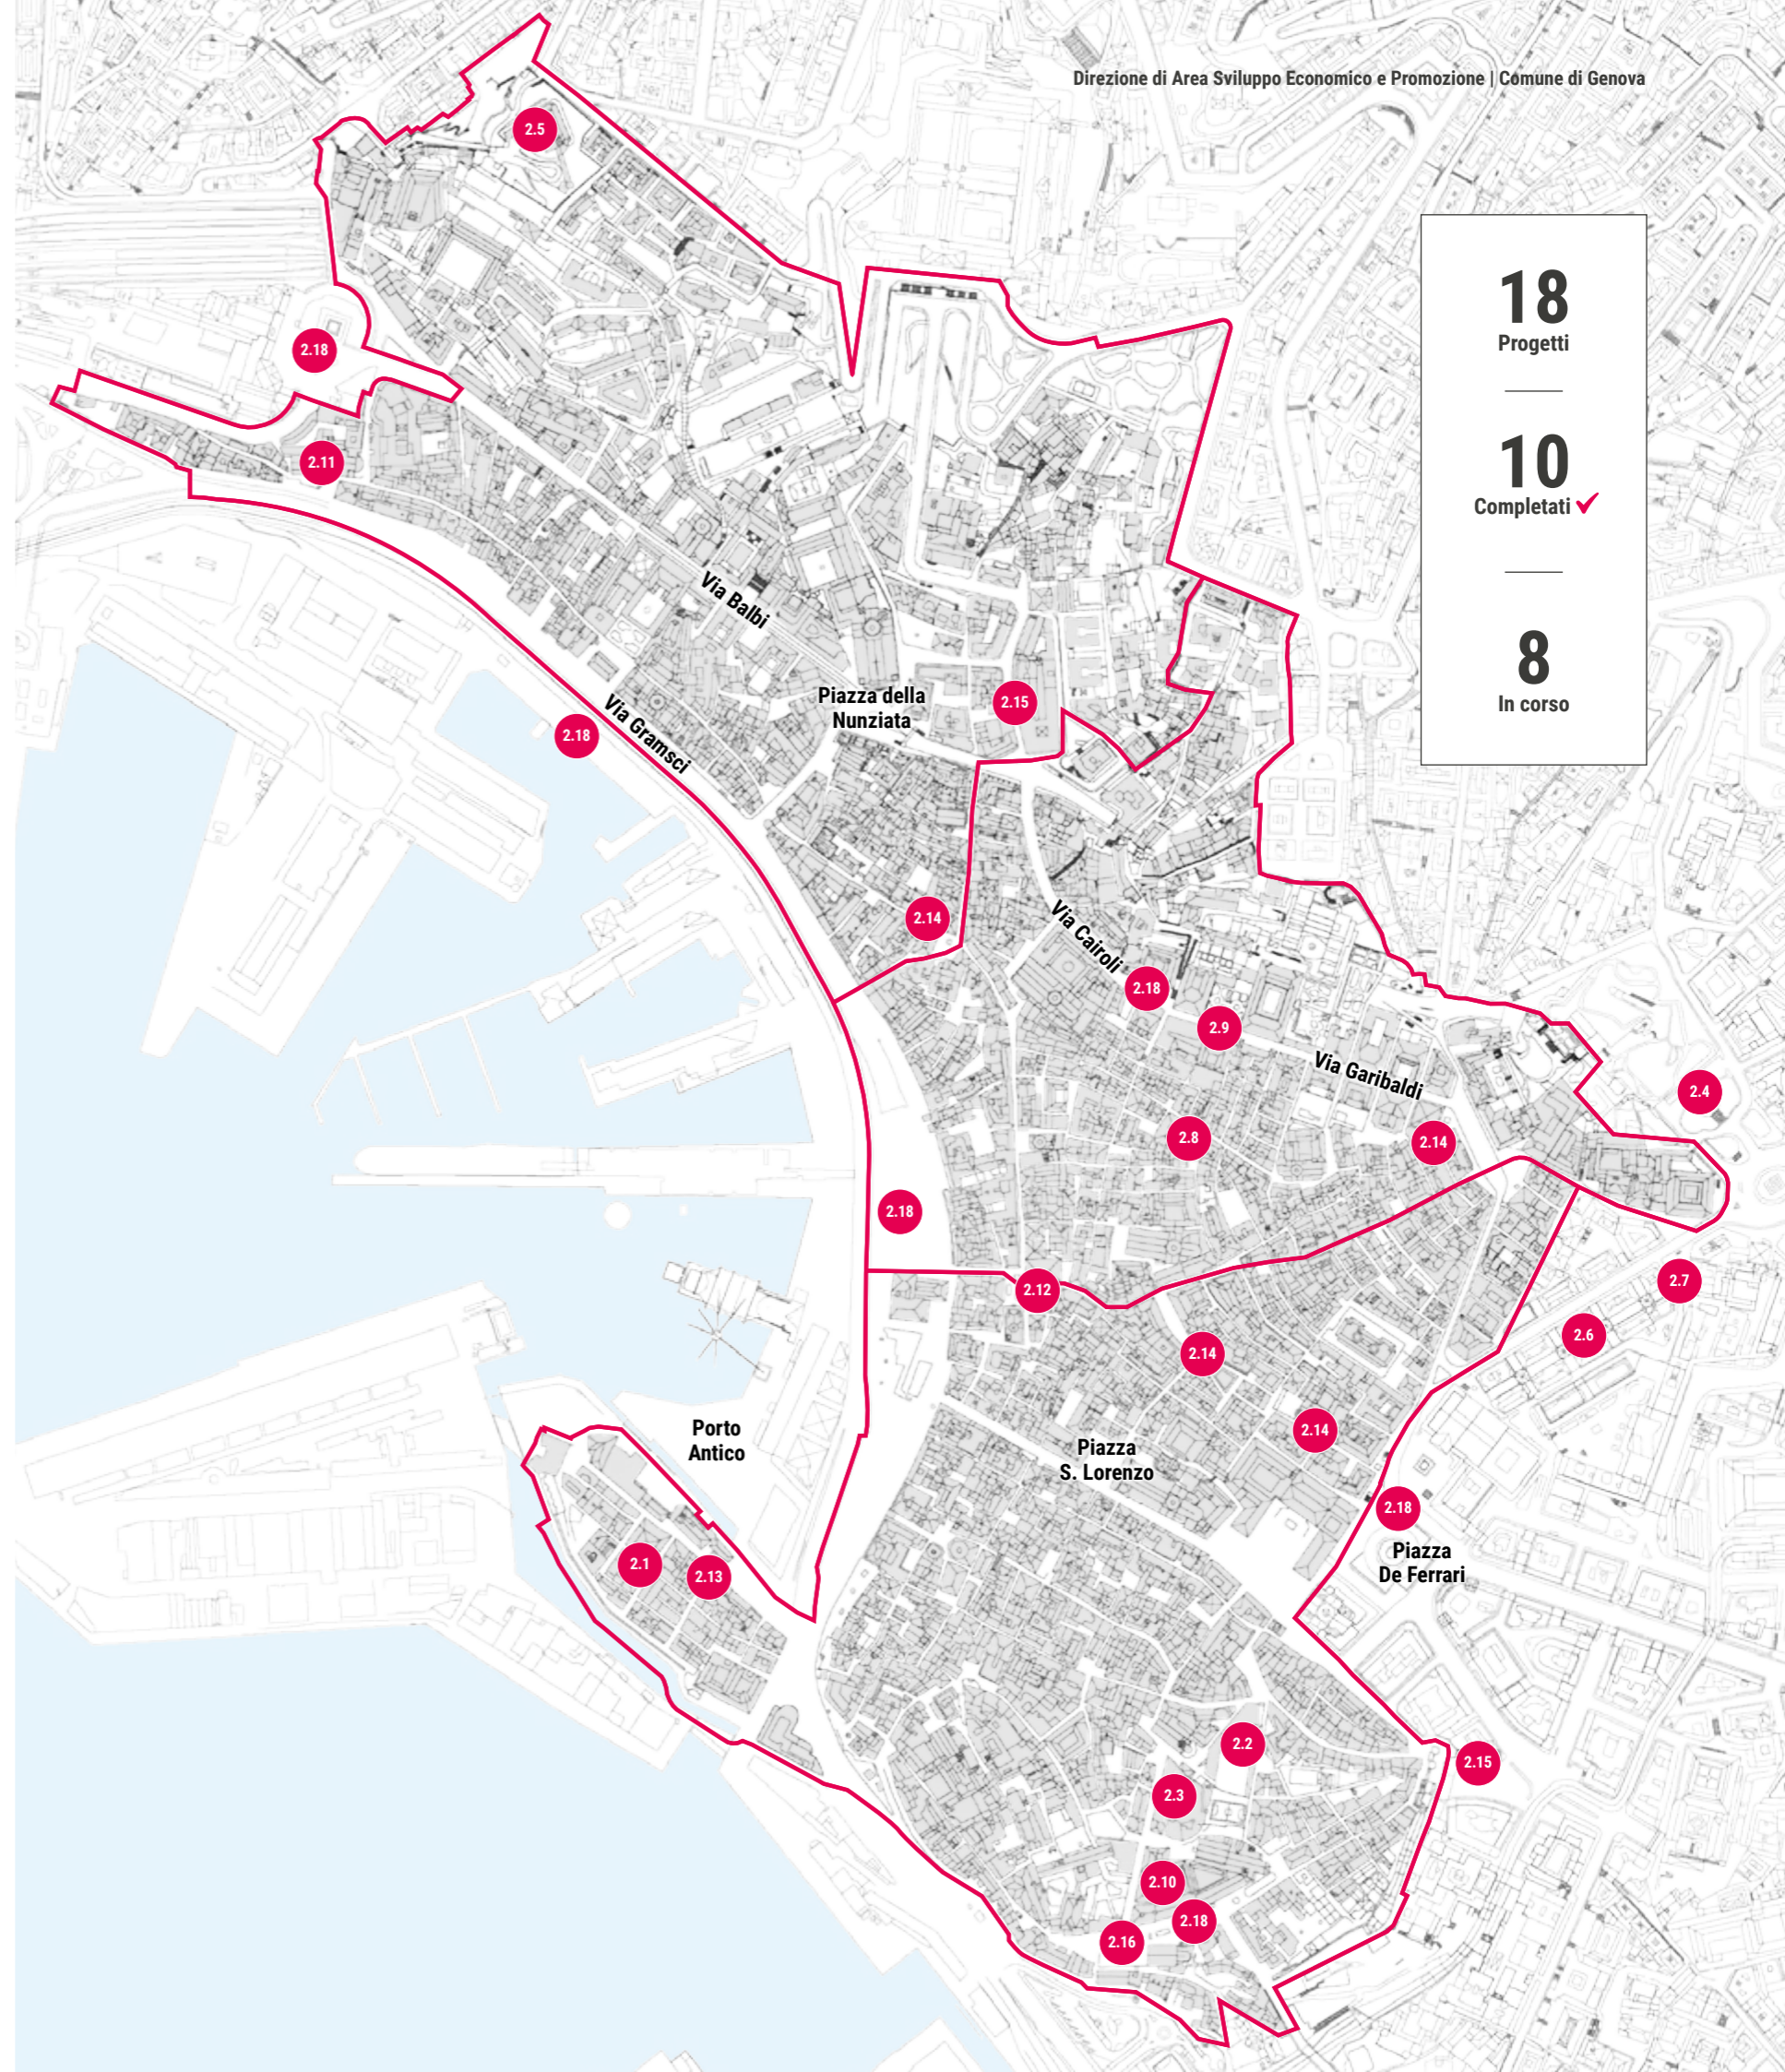 Direzione di Area Sviluppo Economico e Promozione | Comune di Genova
2.5
18
Progetti
10
Completati
8
In corso
2.18
2.11
Via Balbi
Piazza della
Nunziata
2.15
Via Gramsci
2.18
2.14
Via Cairoli
2.18
2.9
Via Garibaldi
2.4
2.8
2.14
2.18
2.12
2.7
2.6
2.14
2.14
Porto
Antico
Piazza
S. Lorenzo
2.18
Piazza
De Ferrari
2.1
2.13
2.2
2.15
2.3
2.10
2.18
2.16